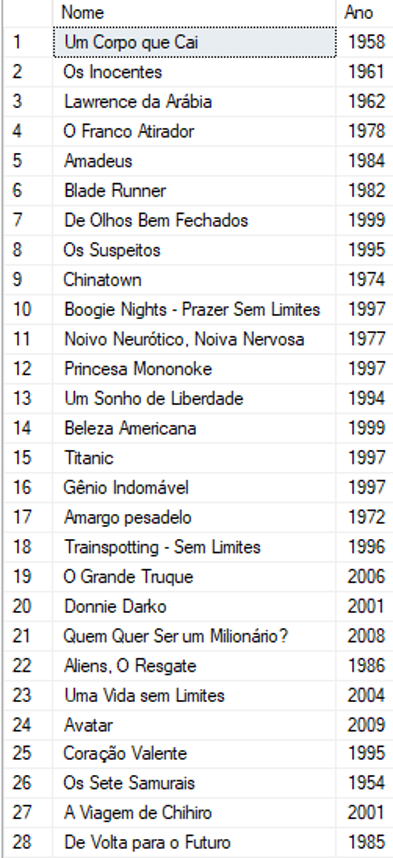 Nome Ano
1 Um Corpo que Cai 1958
2 Os Inocentes 1961
3 Lawrence da Arábia 1962
4 O Franco Atirador 1978
5 Amadeus 1984
6 Blade Runner 1982
7 De Olhos Bem Fechados 1999
8 Os Suspeitos 1995
9 Chinatown 1974
10 Boogie Nights - Prazer Sem Limites 1997
11 Noivo Neurótico, Noiva Nervosa 1977
12 Princesa Mononoke 1997
13 Um Sonho de Liberdade 1994
14 Beleza Americana 1999
15 Titanic 1997
16 Gênio Indomável 1997
17 Amargo pesadelo 1972
18 Trainspotting - Sem Limites 1996
19 O Grande Truque 2006
20 Donnie Darko 2001
21 Quem Quer Ser um Milionário? 2008
22 Aliens, O Resgate 1986
23 Uma Vida sem Limites 2004
24 Avatar 2009
25 Coração Valente 1995
26 Os Sete Samurais 1954
27 A Viagem de Chihiro 2001
28 De Volta para o Futuro 1985